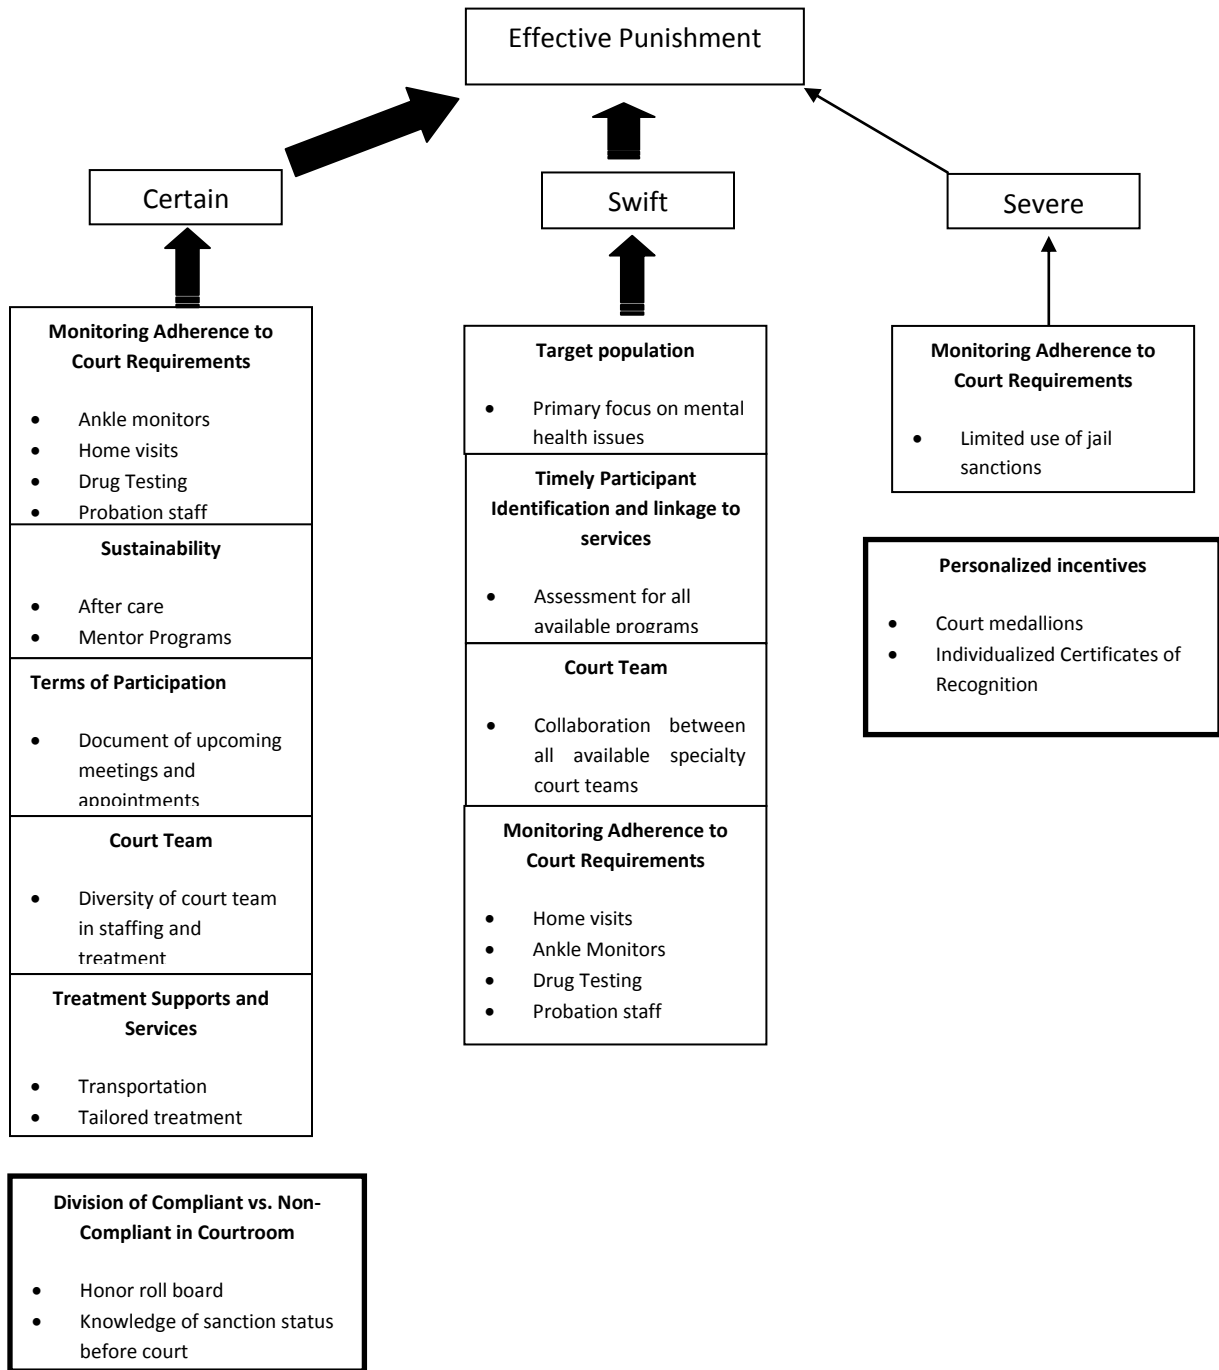 Effective Punishment
Certain
Swift
Severe
Monitoring Adherence to
Court Requirements
• Ankle monitors
• Home visits
• Drug Testing
• Probation staff
Sustainability
• After care
• Mentor Programs
Terms of Participation
• Document of upcoming
meetings and
appointments
Court Team
• Diversity of court team
in staffing and
treatment
Treatment Supports and
Services
• Transportation
• Tailored treatment
Division of Compliant vs. Non-
Compliant in Courtroom
• Honor roll board
• Knowledge of sanction status
before court
Target population
• Primary focus on mental
health issues
Timely Participant
Identification and linkage to
services
• Assessment for all
available programs
Court Team
• Collaboration between
all available specialty
court teams
Monitoring Adherence to
Court Requirements
• Home visits
• Ankle Monitors
• Drug Testing
• Probation staff
Monitoring Adherence to
Court Requirements
• Limited use of jail
sanctions
Personalized incentives
• Court medallions
• Individualized Certificates of
Recognition